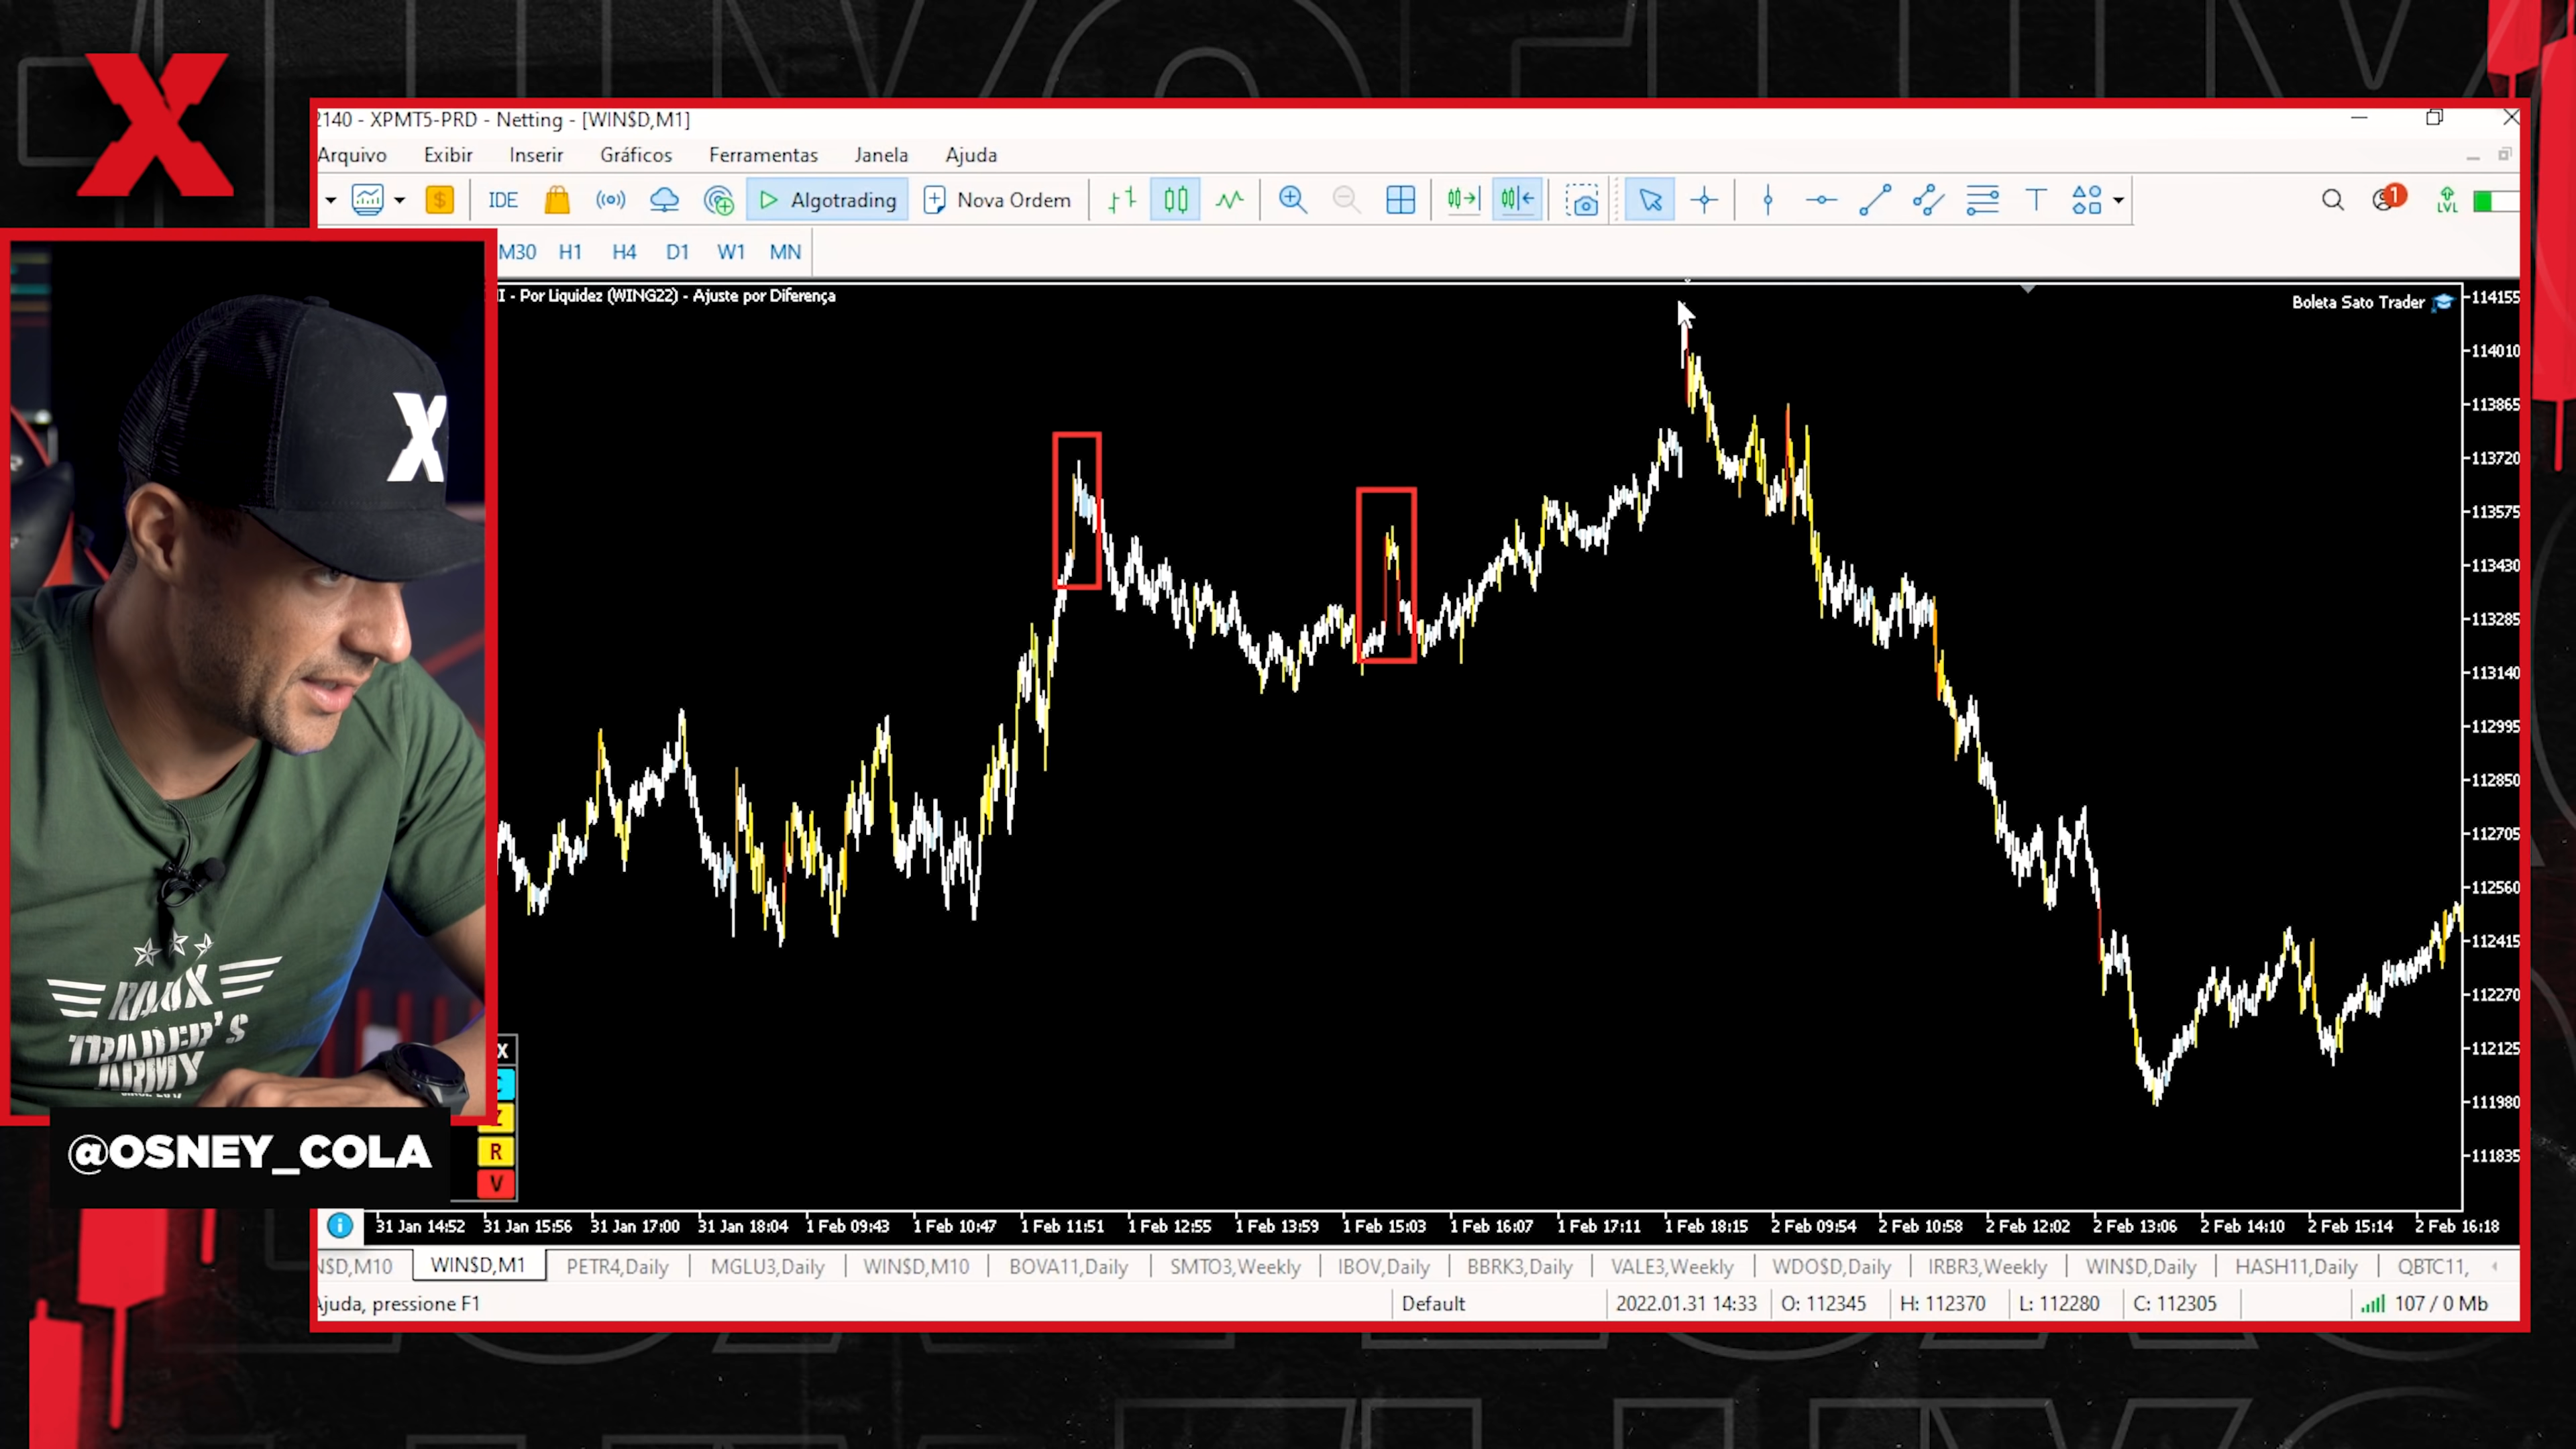 X
2140 - XPMT5-PRD - Netting - [WIN$D,M1]
Arquivo Exibir Inserir Gráficos Ferramentas Janela Ajuda
$ IDE Algotrading Nova Ordem T 1 LVL
M30 H1 H4 D1 W1 MN
I - Por Liquidez (WING22) - Ajuste por Diferença
Boleta Sato Trader
114155
114010
113865
113720
113575
113430
113285
113140
112995
112850
112705
112560
112415
112270
112125
111980
111835
X
TRADER'S
ARMY
X
R
V
@OSNEY_COLA
31 Jan 14:52 31 Jan 15:56 31 Jan 17:00 31 Jan 18:04 1 Feb 09:43 1 Feb 10:47 1 Feb 11:51 1 Feb 12:55 1 Feb 13:59 1 Feb 15:03 1 Feb 16:07 1 Feb 17:11 1 Feb 18:15 2 Feb 09:54 2 Feb 10:58 2 Feb 12:02 2 Feb 13:06 2 Feb 14:10 2 Feb 15:14 2 Feb 16:18
N$D,M10 WIN$D,M1 PETR4,Daily MGLU3,Daily WIN$D,M10 BOVA11,Daily SMTO3,Weekly IBOV,Daily BBRK3,Daily VALE3,Weekly WDO$D,Daily IRBR3,Weekly WIN$D,Daily HASH11,Daily QBTC11,
Ajuda, pressione F1 Default 2022.01.31 14:33 O: 112345 H: 112370 L: 112280 C: 112305 107 / 0 Mb